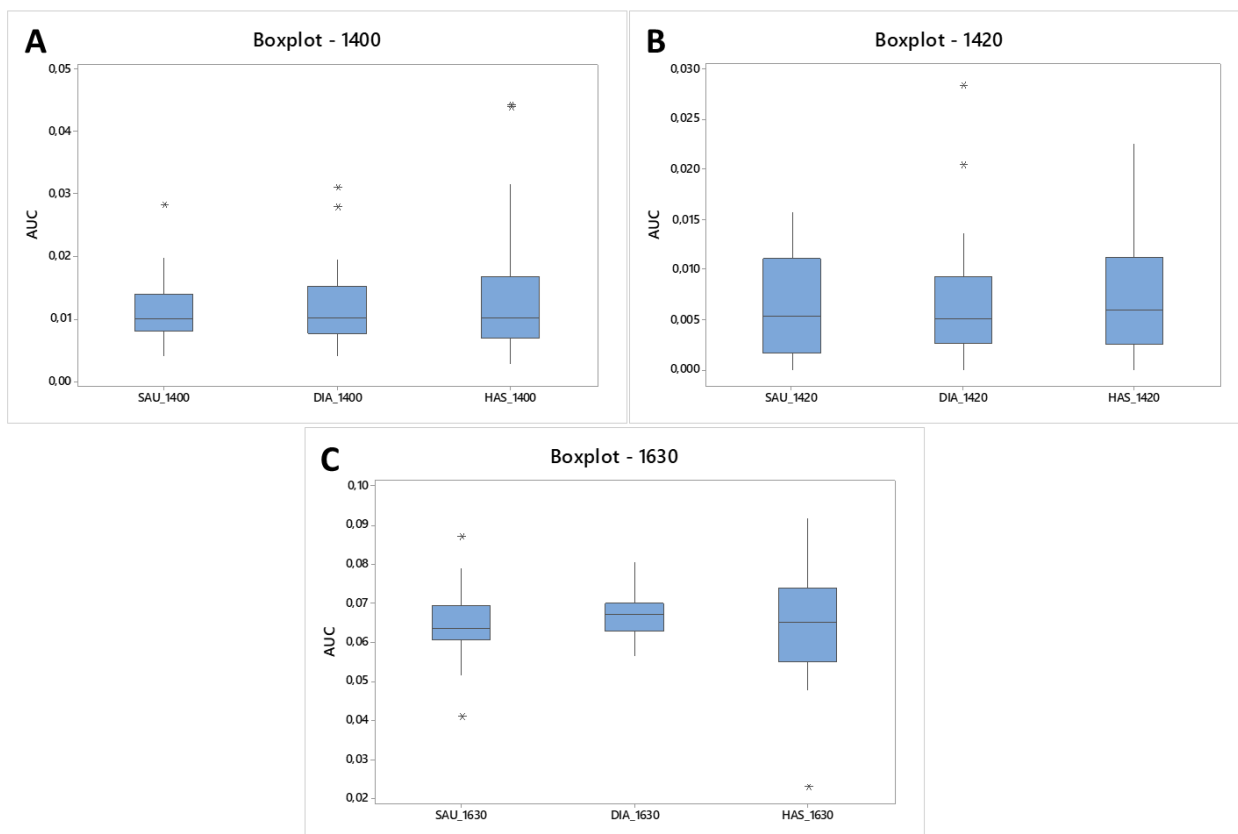 A
Boxplot - 1400
0,05
0,04
0,03
0,02
0,01
0,00
AUC
SAU_1400 DIA_1400 HAS_1400
B
Boxplot - 1420
0,030
0,025
0,020
0,015
0,010
0,005
0,000
AUC
SAU_1420 DIA_1420 HAS_1420
C
Boxplot - 1630
0,10
0,09
0,08
0,07
0,06
0,05
0,04
0,03
0,02
AUC
SAU_1630 DIA_1630 HAS_1630